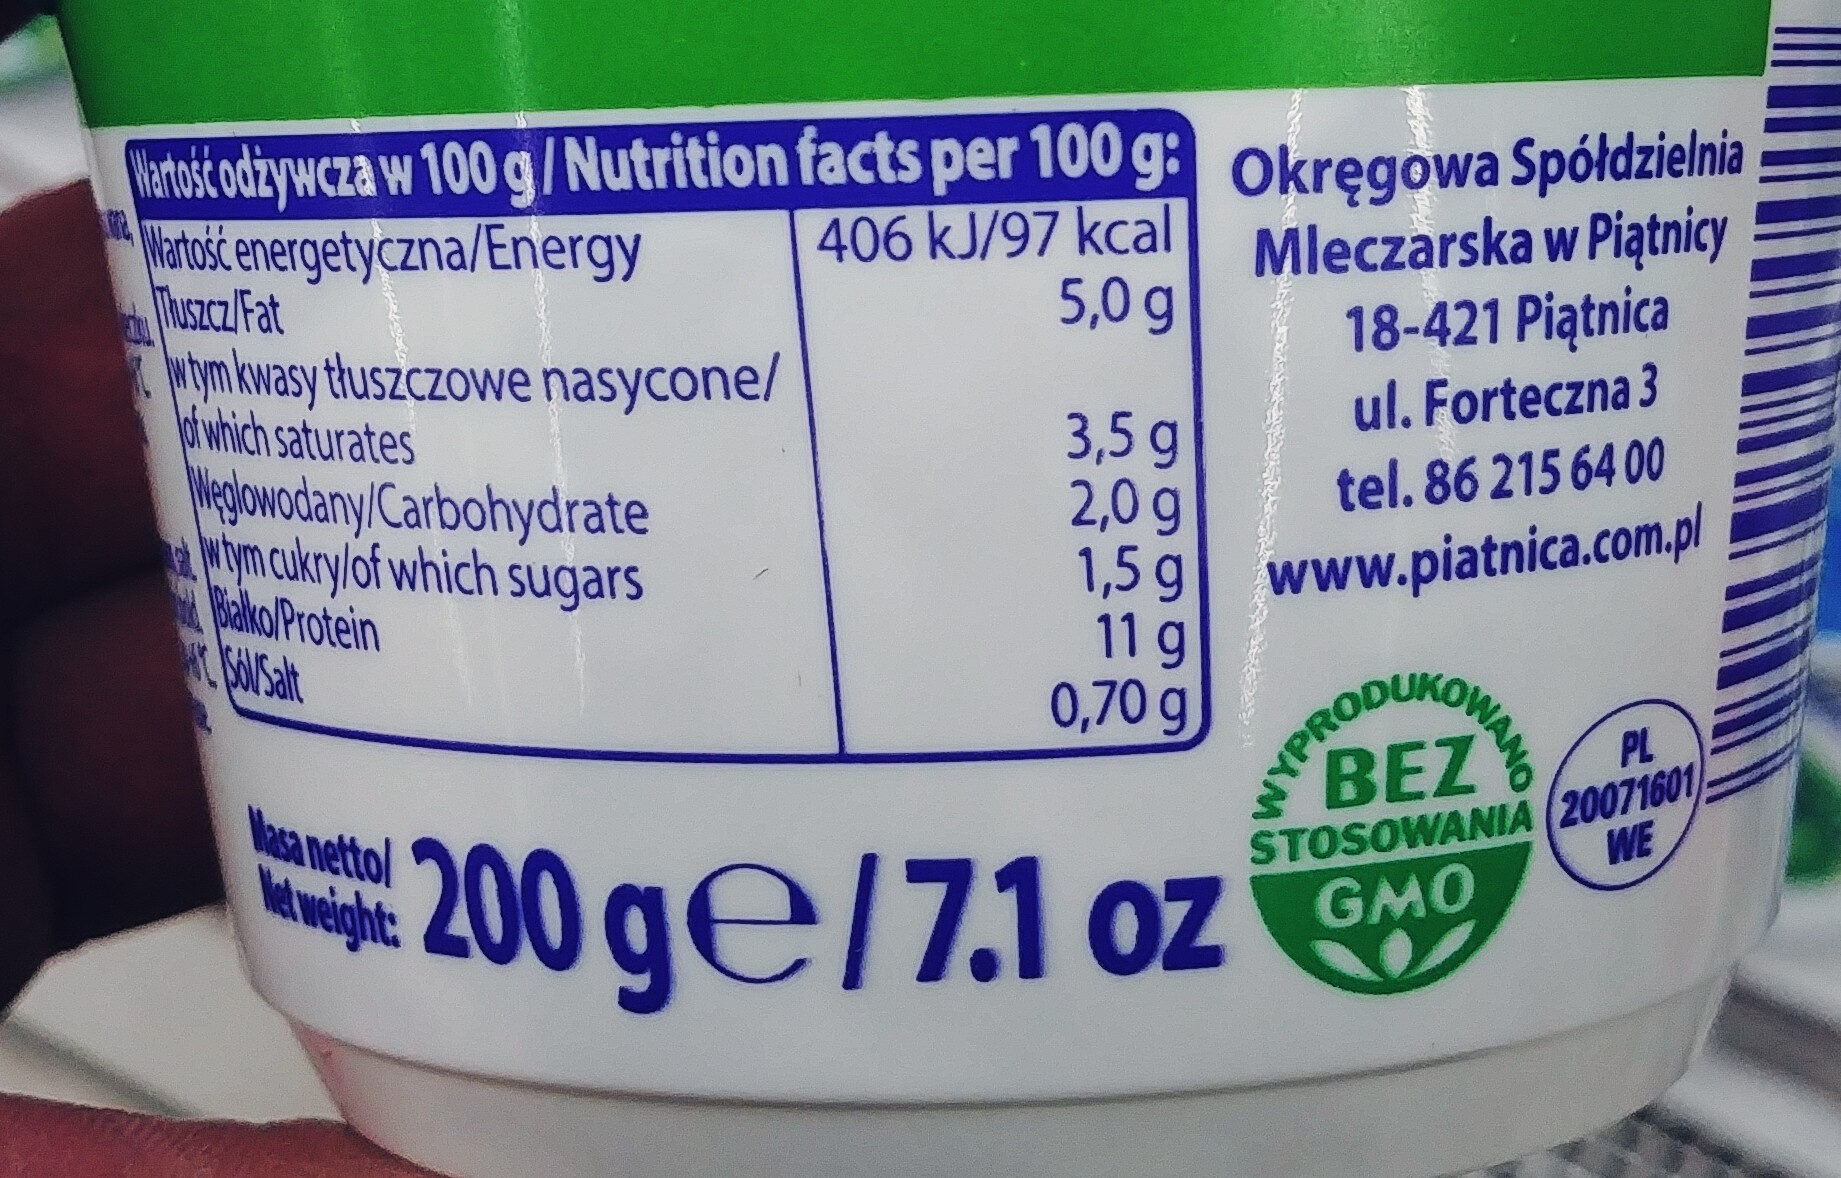 Wartość odżywcza w 100 g / Nutrition facts per 100 g:
Wartość energetyczna/Energy 406 kJ/97 kcal
Tłuszcz/Fat 5,0 g
w tym kwasy tłuszczowe nasycone/
of which saturates 3,5 g
Węglowodany/Carbohydrate 2,0 g
w tym cukry/of which sugars 1,5 g
Białko/Protein 11 g
Sól/Salt 0,70 g
Masa netto/
Net weight:
200 g e / 7.1 oz
Okręgowa Spółdzielnia
Mleczarska w Piątnicy
18-421 Piątnica
ul. Forteczna 3
tel. 86 215 64 00
www.piatnica.com.pl
WYPRODUKOWANO
BEZ
STOSOWANIA
GMO
PL
20071601
WE